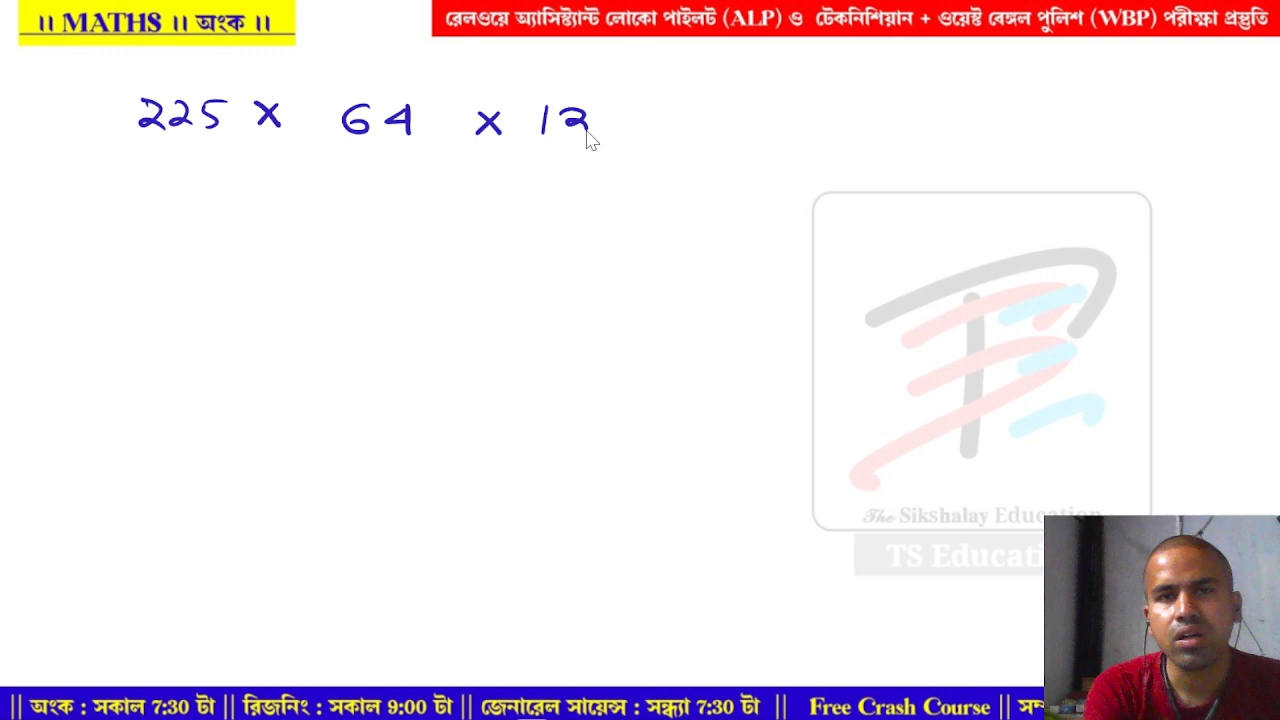 ।। MATHS ।। অংক ।।
রেলওয়ে অ্যাসিস্ট্যান্ট লোকো পাইলট (ALP) ও টেকনিশিয়ান + ওয়েস্ট বেঙ্গল পুলিশ (WBP) পরীক্ষা প্রস্তুতি
225 × 64 × 12
The Sikshalay Education
TS Educati
|| অংক : সকাল 7:30 টা || রিজনিং : সকাল 9:00 টা || জেনারেল সায়েন্স : সন্ধ্যা 7:30 টা || Free Crash Course ||